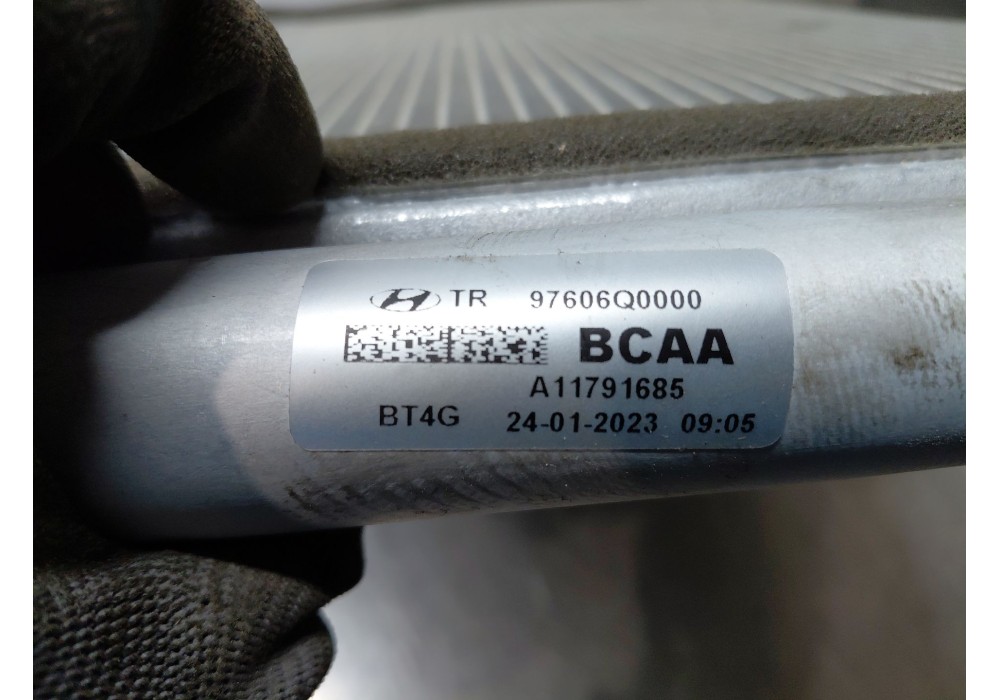 TR 97606Q0000
BCAA
A11791685
BT4G 24-01-2023 09:05